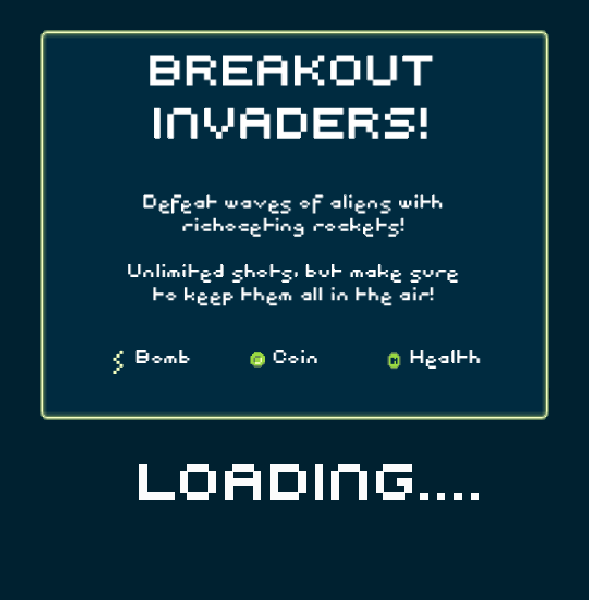 BREAKOUT
INVADERS!
Defeat waves of aliens with
richoceting rockets!
Unlimited shots, but make sure
to keep them all in the air!
Bomb Coin Health
LOADING....